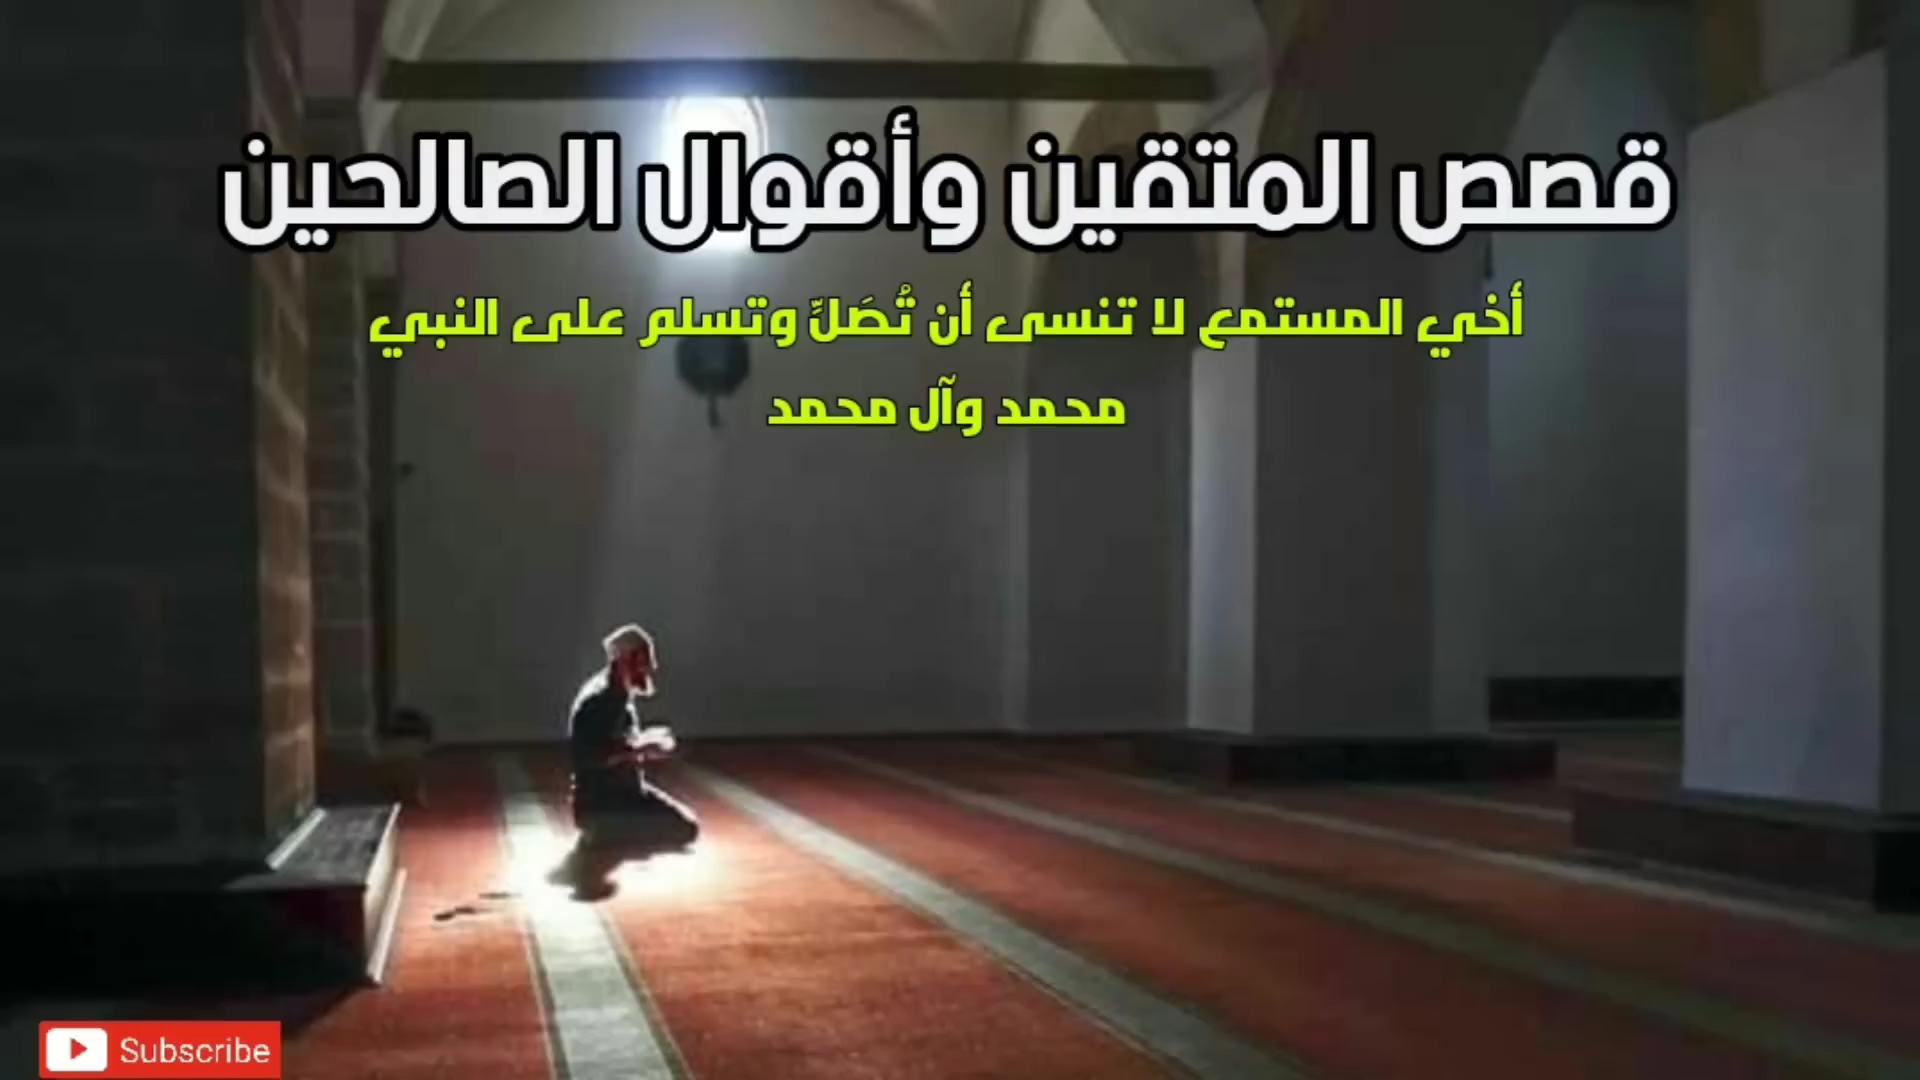 قصص المتقين وأقوال الصالحين
أخي المستمع لا تنسى أن تُصَلِّ وتسلم على النبي
محمد وآل محمد
Subscribe